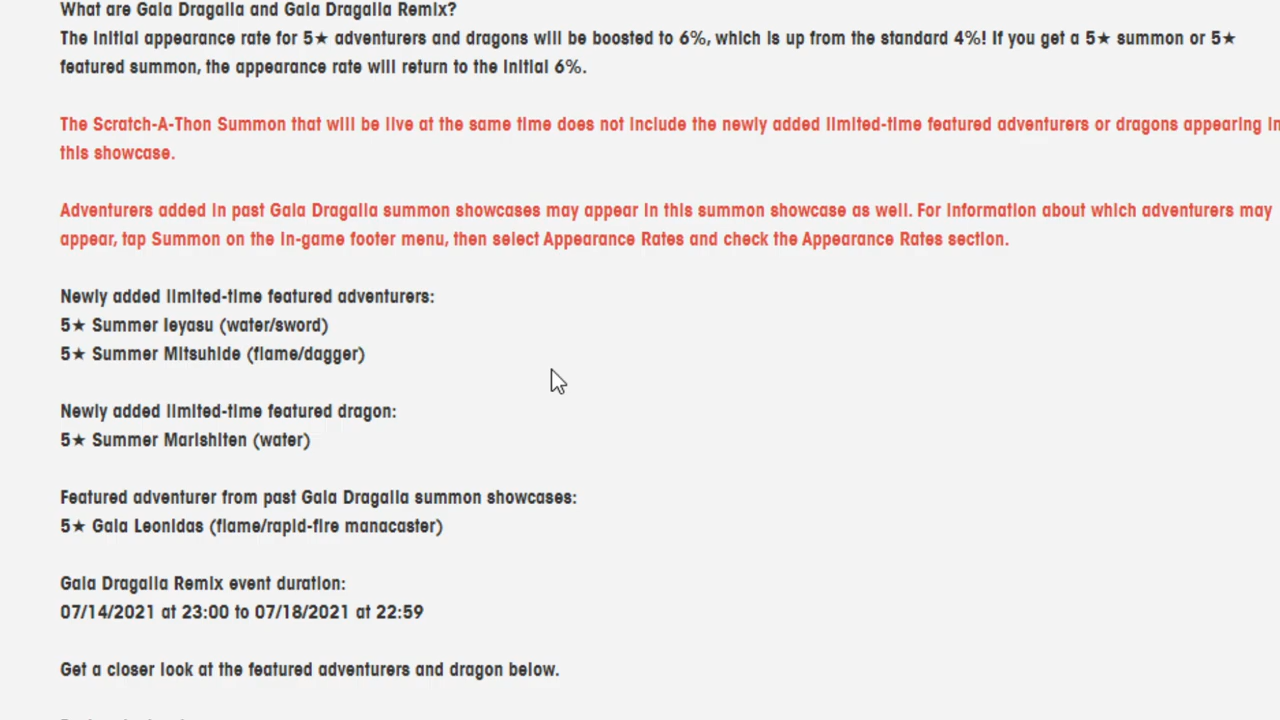 What are Gala Dragalia and Gala Dragalia Remix?
The initial appearance rate for 5★ adventurers and dragons will be boosted to 6%, which is up from the standard 4%! If you get a 5★ summon or 5★
featured summon, the appearance rate will return to the initial 6%.
The Scratch-A-Thon Summon that will be live at the same time does not include the newly added limited-time featured adventurers or dragons appearing in
this showcase.
Adventurers added in past Gala Dragalia summon showcases may appear in this summon showcase as well. For information about which adventurers may
appear, tap Summon on the in-game footer menu, then select Appearance Rates and check the Appearance Rates section.
Newly added limited-time featured adventurers:
5★ Summer Ieyasu (water/sword)
5★ Summer Mitsuhide (flame/dagger)
Newly added limited-time featured dragon:
5★ Summer Marishiten (water)
Featured adventurer from past Gala Dragalia summon showcases:
5★ Gala Leonidas (flame/rapid-fire manacaster)
Gala Dragalia Remix event duration:
07/14/2021 at 23:00 to 07/18/2021 at 22:59
Get a closer look at the featured adventurers and dragon below.